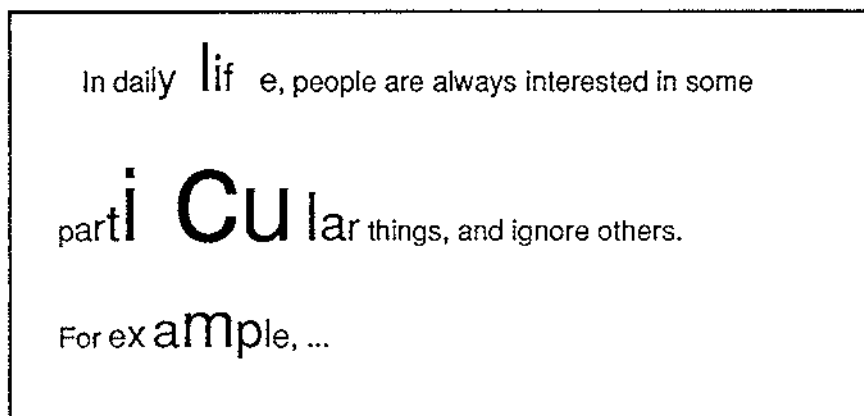 In daily life, people are always interested in some
partiCular things, and ignore others.
For example, ...